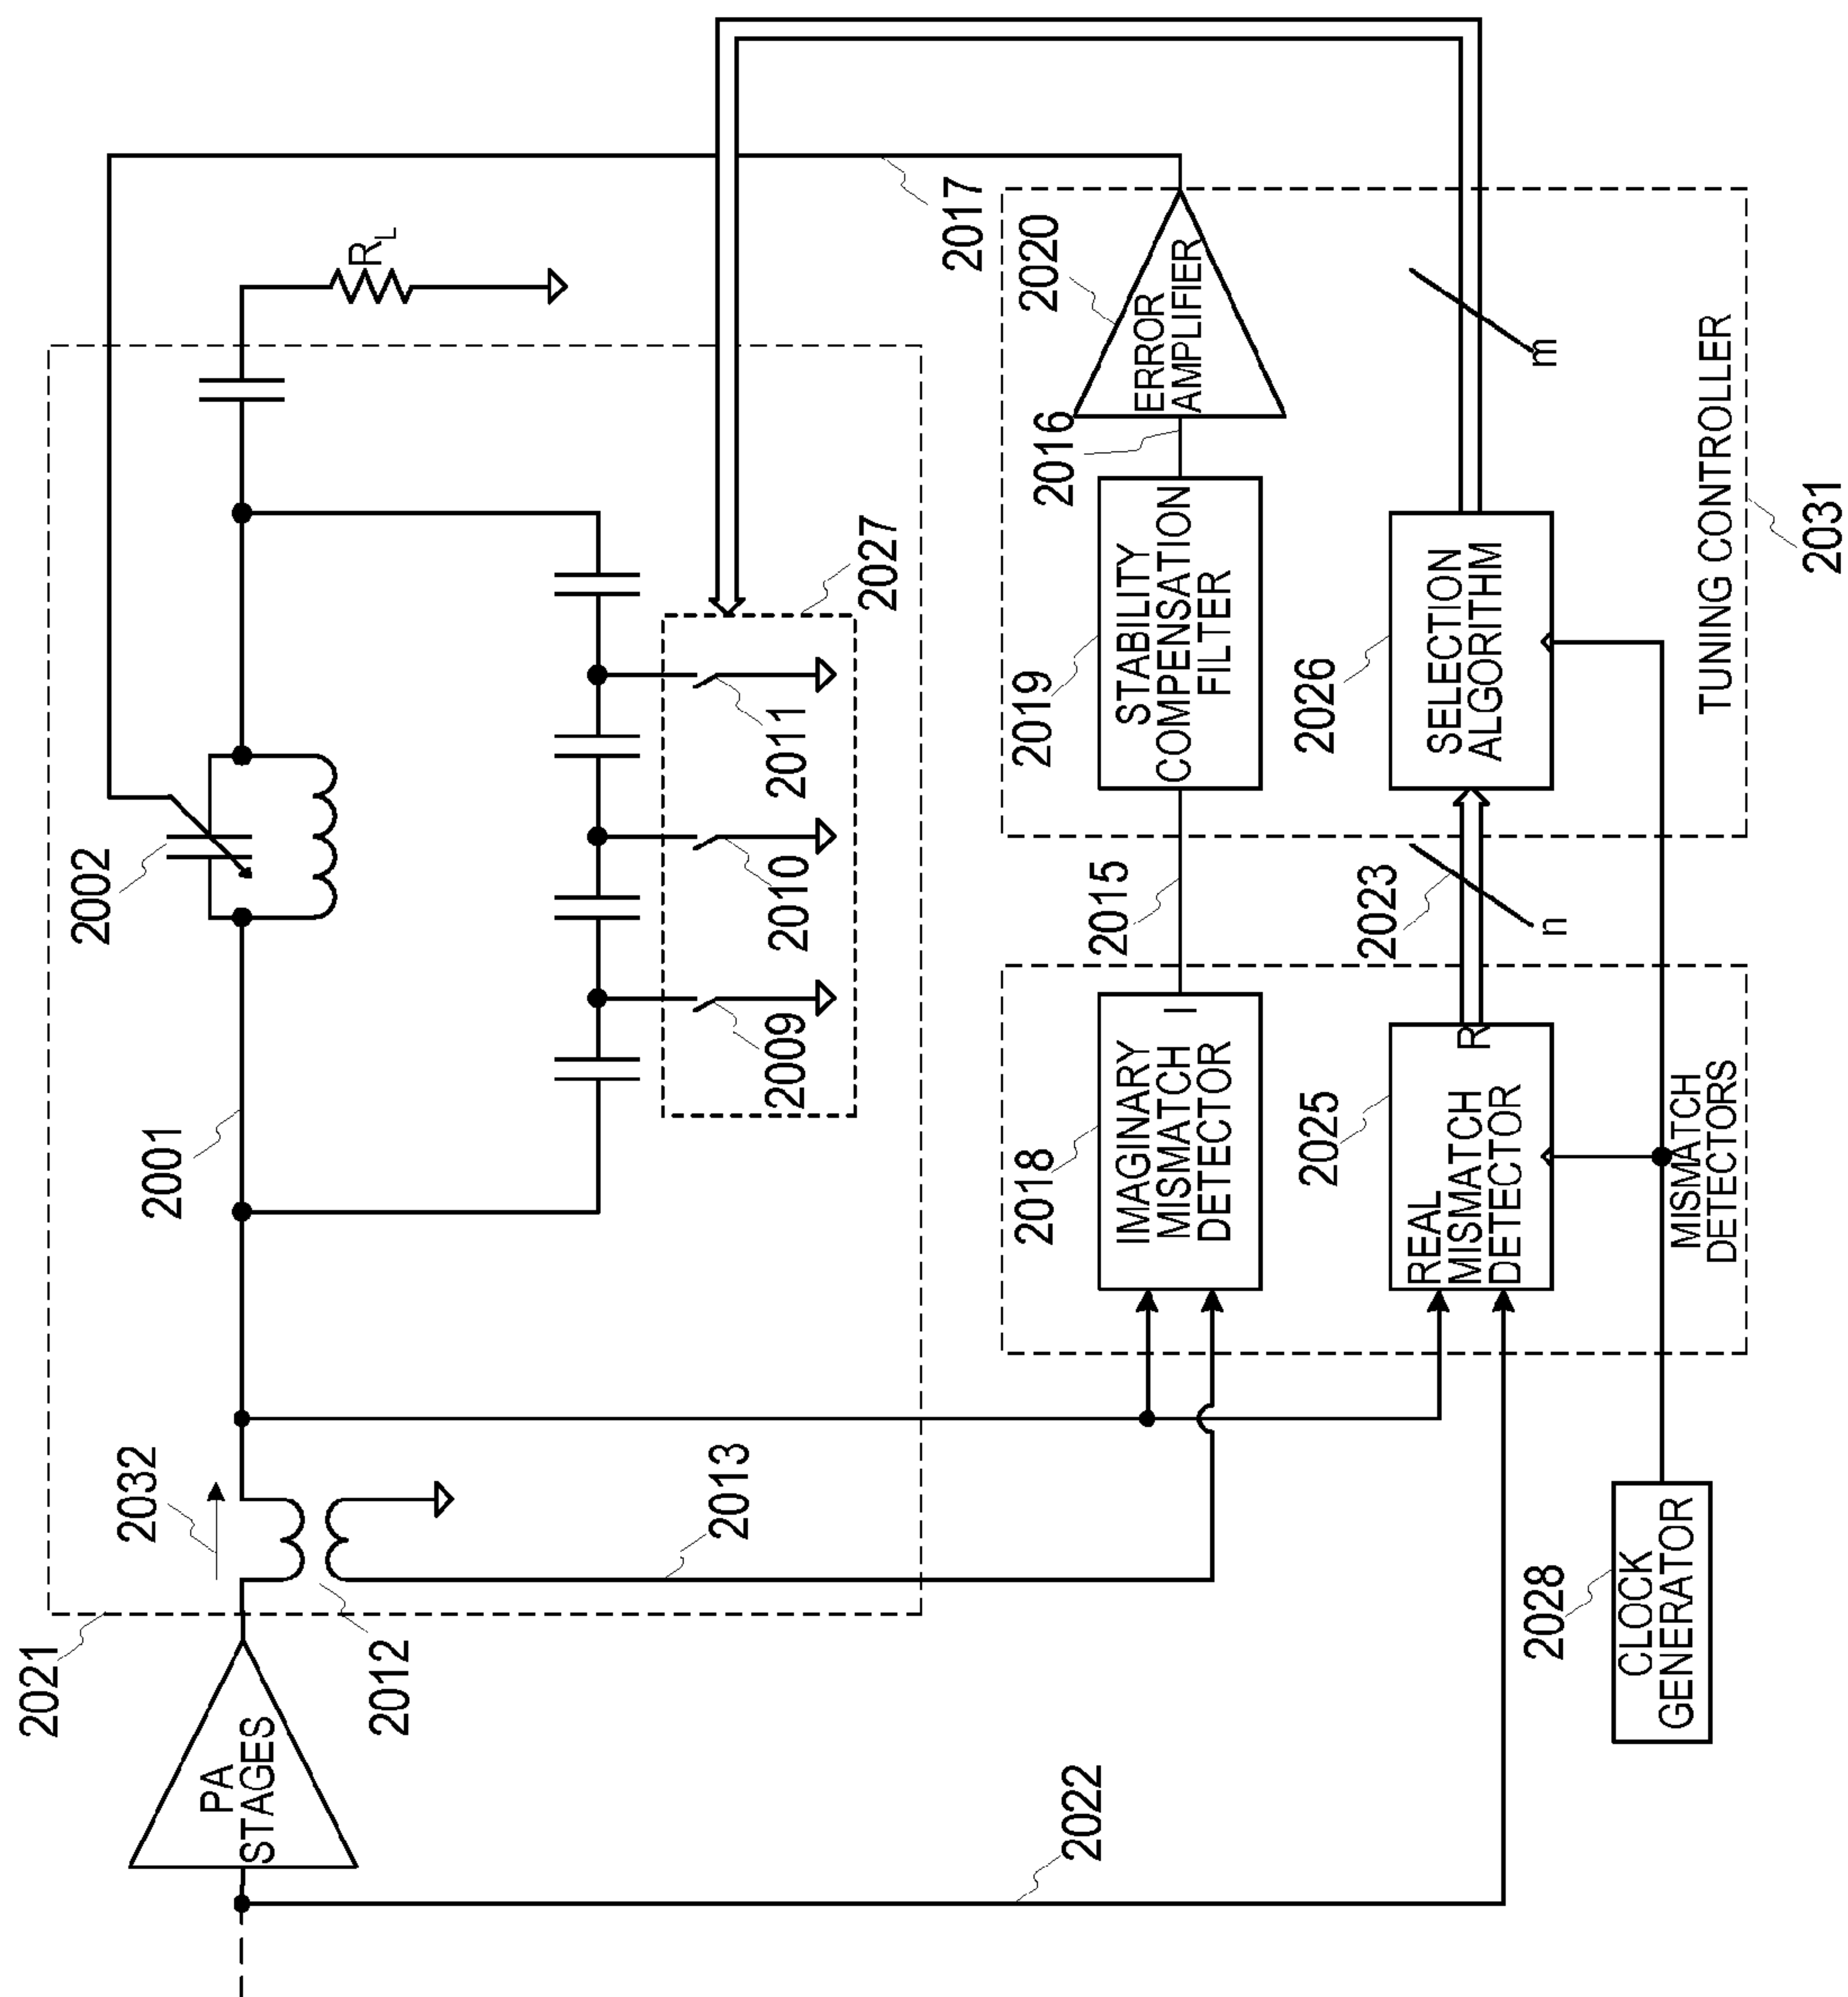 2021
PA
STAGES
2012
2032
2013
2022
2001
2002
R_L
2009
2010
2011
2027
2017
2018
IMAGINARY
MISMATCH
DETECTOR
I
2015
2019
STABILITY
COMPENSATION
FILTER
2016
2020
ERROR
AMPLIFIER
2025
REAL
MISMATCH
DETECTOR
R
2023
n
2026
SELECTION
ALGORITHM
m
MISMATCH
DETECTORS
TUNING CONTROLLER
2031
2028
CLOCK
GENERATOR